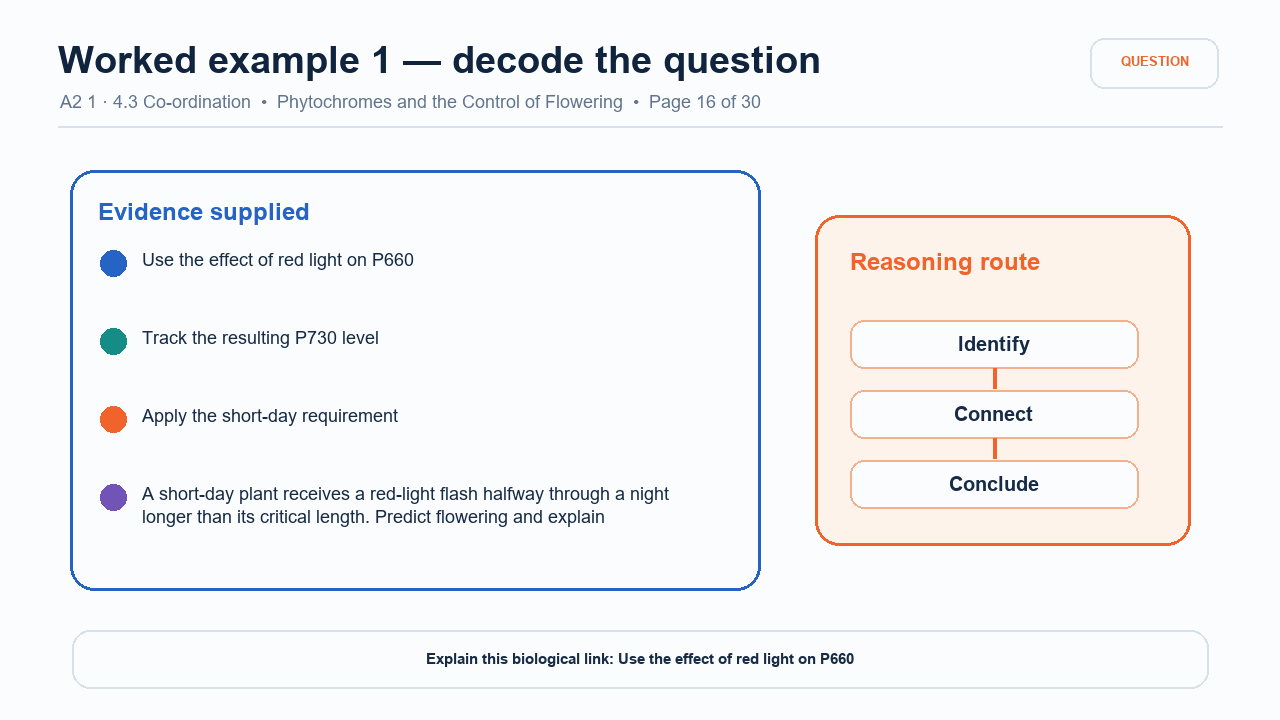 Worked example 1 — decode the question
QUESTION
A2 1 · 4.3 Co-ordination • Phytochromes and the Control of Flowering • Page 16 of 30
Evidence supplied
Use the effect of red light on P660
Track the resulting P730 level
Apply the short-day requirement
A short-day plant receives a red-light flash halfway through a night
longer than its critical length. Predict flowering and explain
Reasoning route
Identify
Connect
Conclude
Explain this biological link: Use the effect of red light on P660